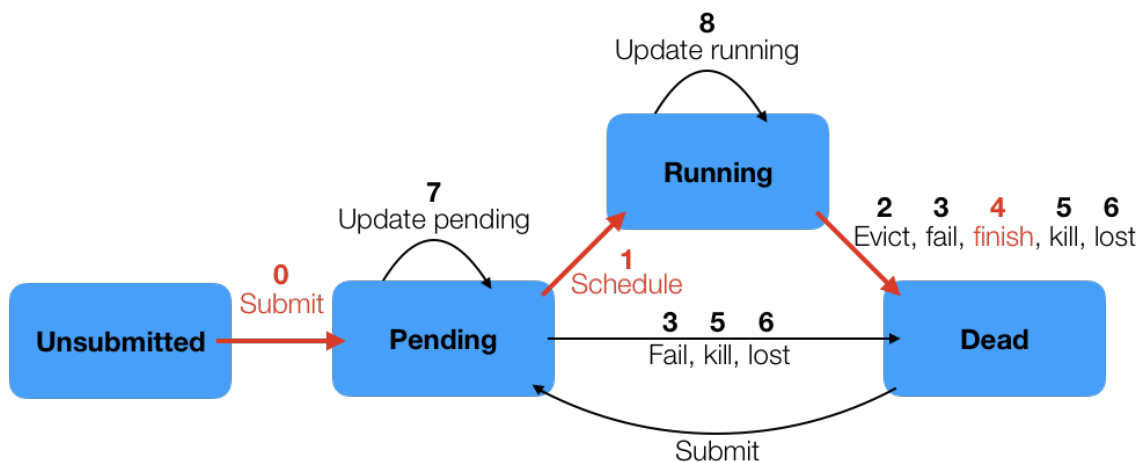 8
Update running
Running
7
Update pending
2 3 4 5 6
Evict, fail, finish, kill, lost
0
Submit
1
Schedule
Unsubmitted
Pending
3 5 6
Fail, kill, lost
Dead
Submit